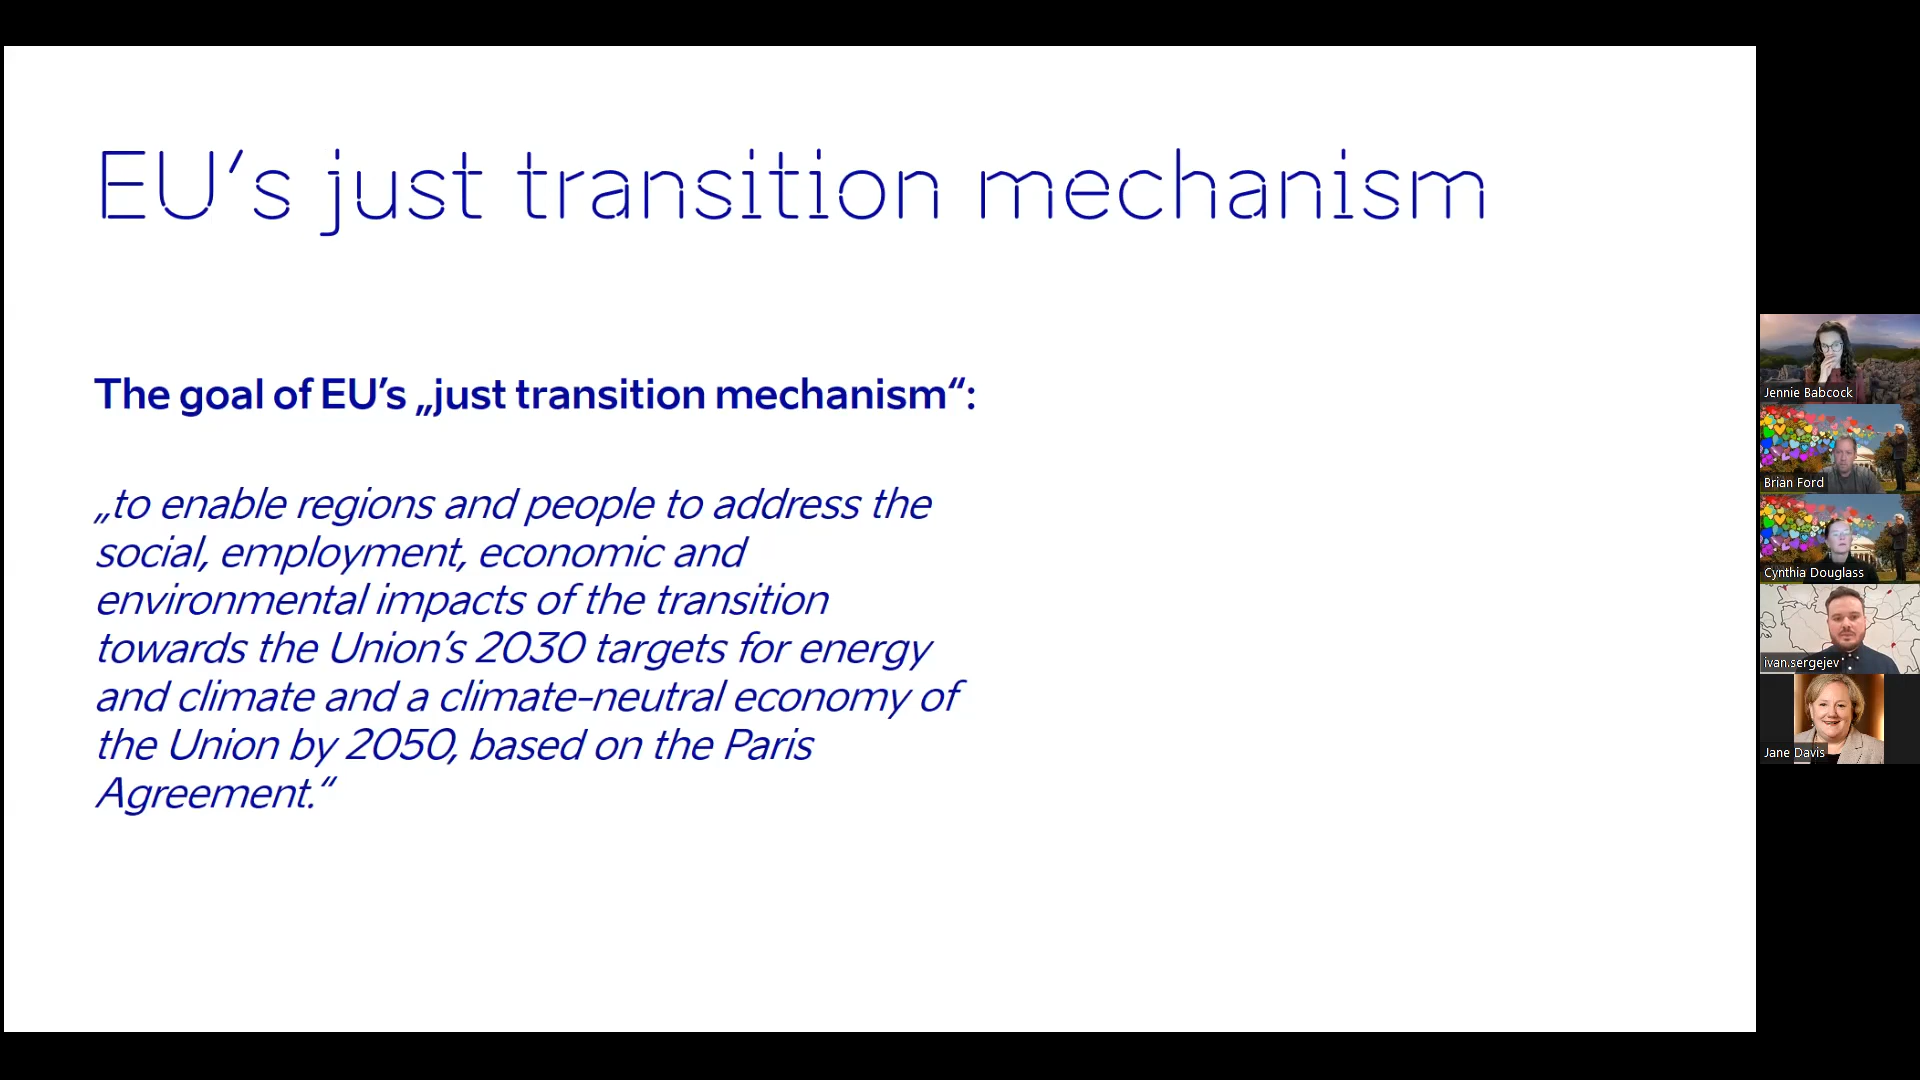 EU's just transition mechanism
The goal of EU's „just transition mechanism“:
„to enable regions and people to address the
social, employment, economic and
environmental impacts of the transition
towards the Union's 2030 targets for energy
and climate and a climate-neutral economy of
the Union by 2050, based on the Paris
Agreement.“
Jennie Babcock
Brian Ford
Cynthia Douglass
ivan.sergejev
Jane Davis